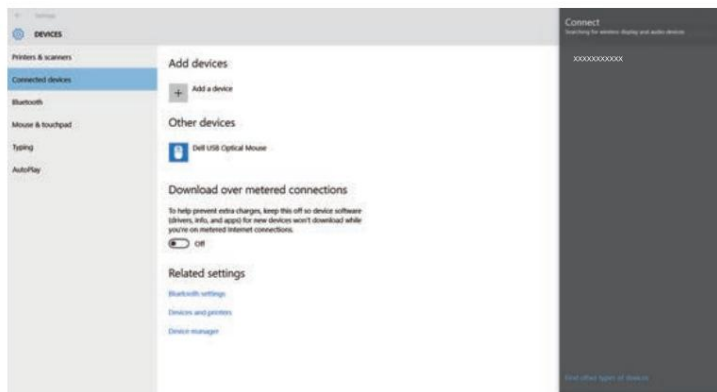 Settings
DEVICES
Printers & scanners
Connected devices
Bluetooth
Mouse & touchpad
Typing
AutoPlay
Add devices
Add a device
Other devices
Dell USB Optical Mouse
Download over metered connections
To help prevent extra charges, keep this off so device software
(drivers, info, and apps) for new devices won't download while
you're on metered Internet connections.
Off
Related settings
Bluetooth settings
Devices and printers
Device manager
Connect
Searching for wireless display and audio devices
XXXXXXXXXXX
Find other types of devices